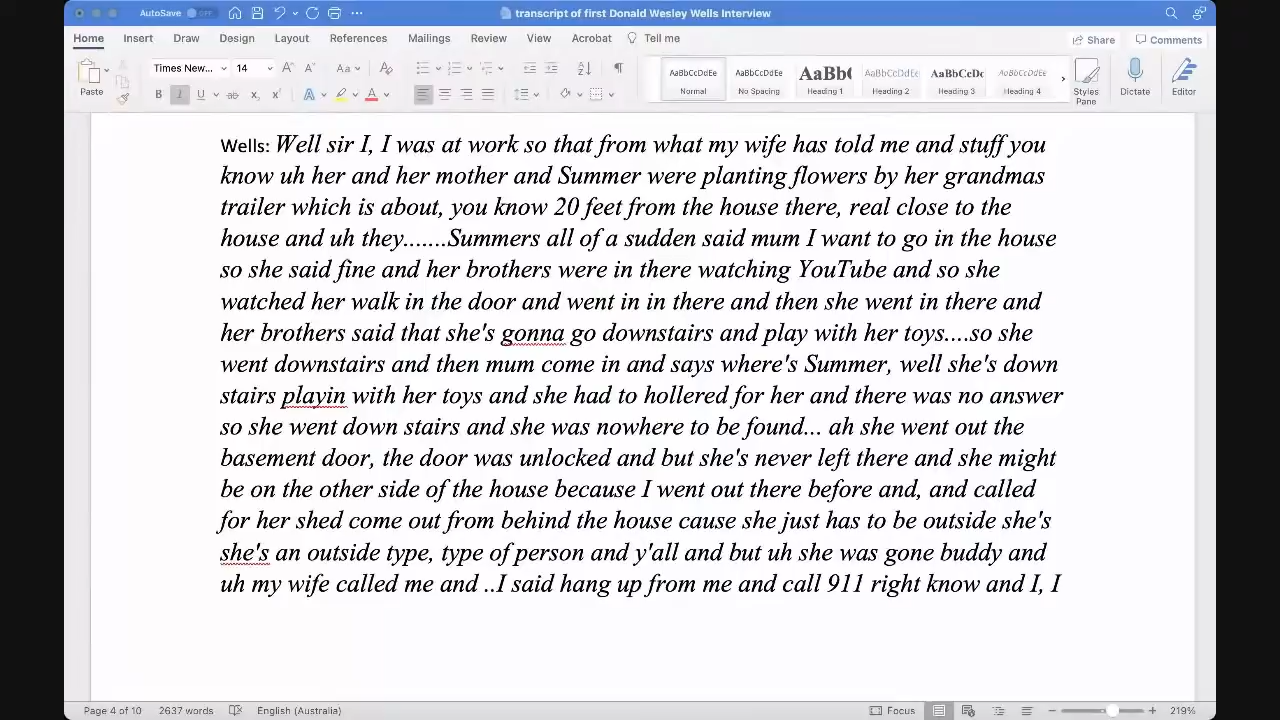 AutoSave OFF transcript of first Donald Wesley Wells Interview
Home Insert Draw Design Layout References Mailings Review View Acrobat Tell me Share Comments
Paste Times New... 14 A A Aa A AaBbCcDdEe AaBbCcDdEe AaBb( AaBbCcDdEe AaBbCcDc AaBbCcDdEe
B I U ab x x A A Normal No Spacing Heading 1 Heading 2 Heading 3 Heading 4 Styles Pane Dictate Editor
Wells: Well sir I, I was at work so that from what my wife has told me and stuff you
know uh her and her mother and Summer were planting flowers by her grandmas
trailer which is about, you know 20 feet from the house there, real close to the
house and uh they.......Summers all of a sudden said mum I want to go in the house
so she said fine and her brothers were in there watching YouTube and so she
watched her walk in the door and went in in there and then she went in there and
her brothers said that she's gonna go downstairs and play with her toys....so she
went downstairs and then mum come in and says where's Summer, well she's down
stairs playin with her toys and she had to hollered for her and there was no answer
so she went down stairs and she was nowhere to be found... ah she went out the
basement door, the door was unlocked and but she's never left there and she might
be on the other side of the house because I went out there before and, and called
for her shed come out from behind the house cause she just has to be outside she's
she's an outside type, type of person and y'all and but uh she was gone buddy and
uh my wife called me and ..I said hang up from me and call 911 right know and I, I
Page 4 of 10 2637 words English (Australia) Focus 219%